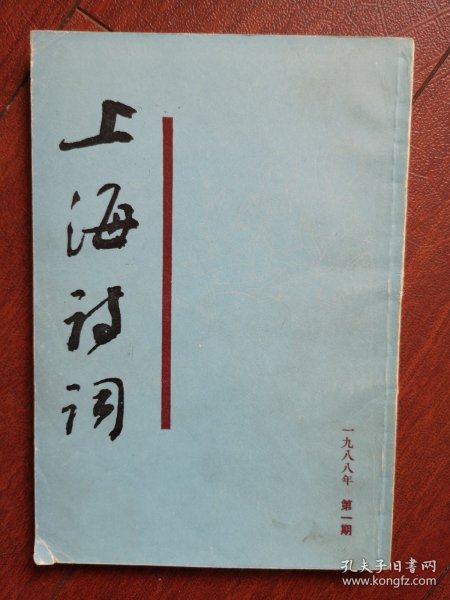 上海诗词
一九八八年 第一期
孔夫子旧书网
www.kongfz.com